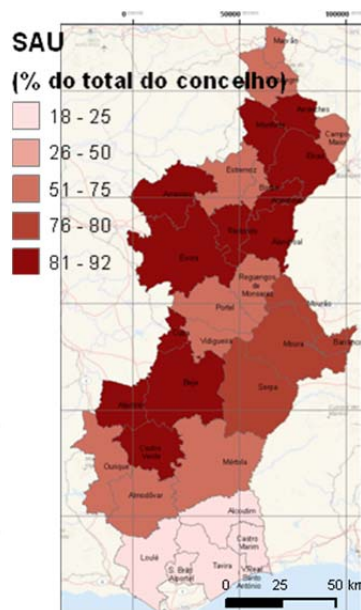 50000
100000
SAU
(% do total do concelho)
18 - 25
26 - 50
51 - 75
76 - 80
81 - 92
Marvão
Arronches
Monforte
Campo
Maior
Elvas
Estremoz
Borba
Arraiolos
Redondo
Alandroal
Évora
Reguengos
de
Monsaraz
Portel
Mourão
Vidigueira
Moura
Barrancos
Cuba
Beja
Serpa
Aljustrel
Castro
Verde
Ourique
Mértola
Almodôvar
Alcoutim
Loulé
Castro
Marim
S. Brás
Alportel
Tavira
V.Real
Santo
António
0 25 50 km